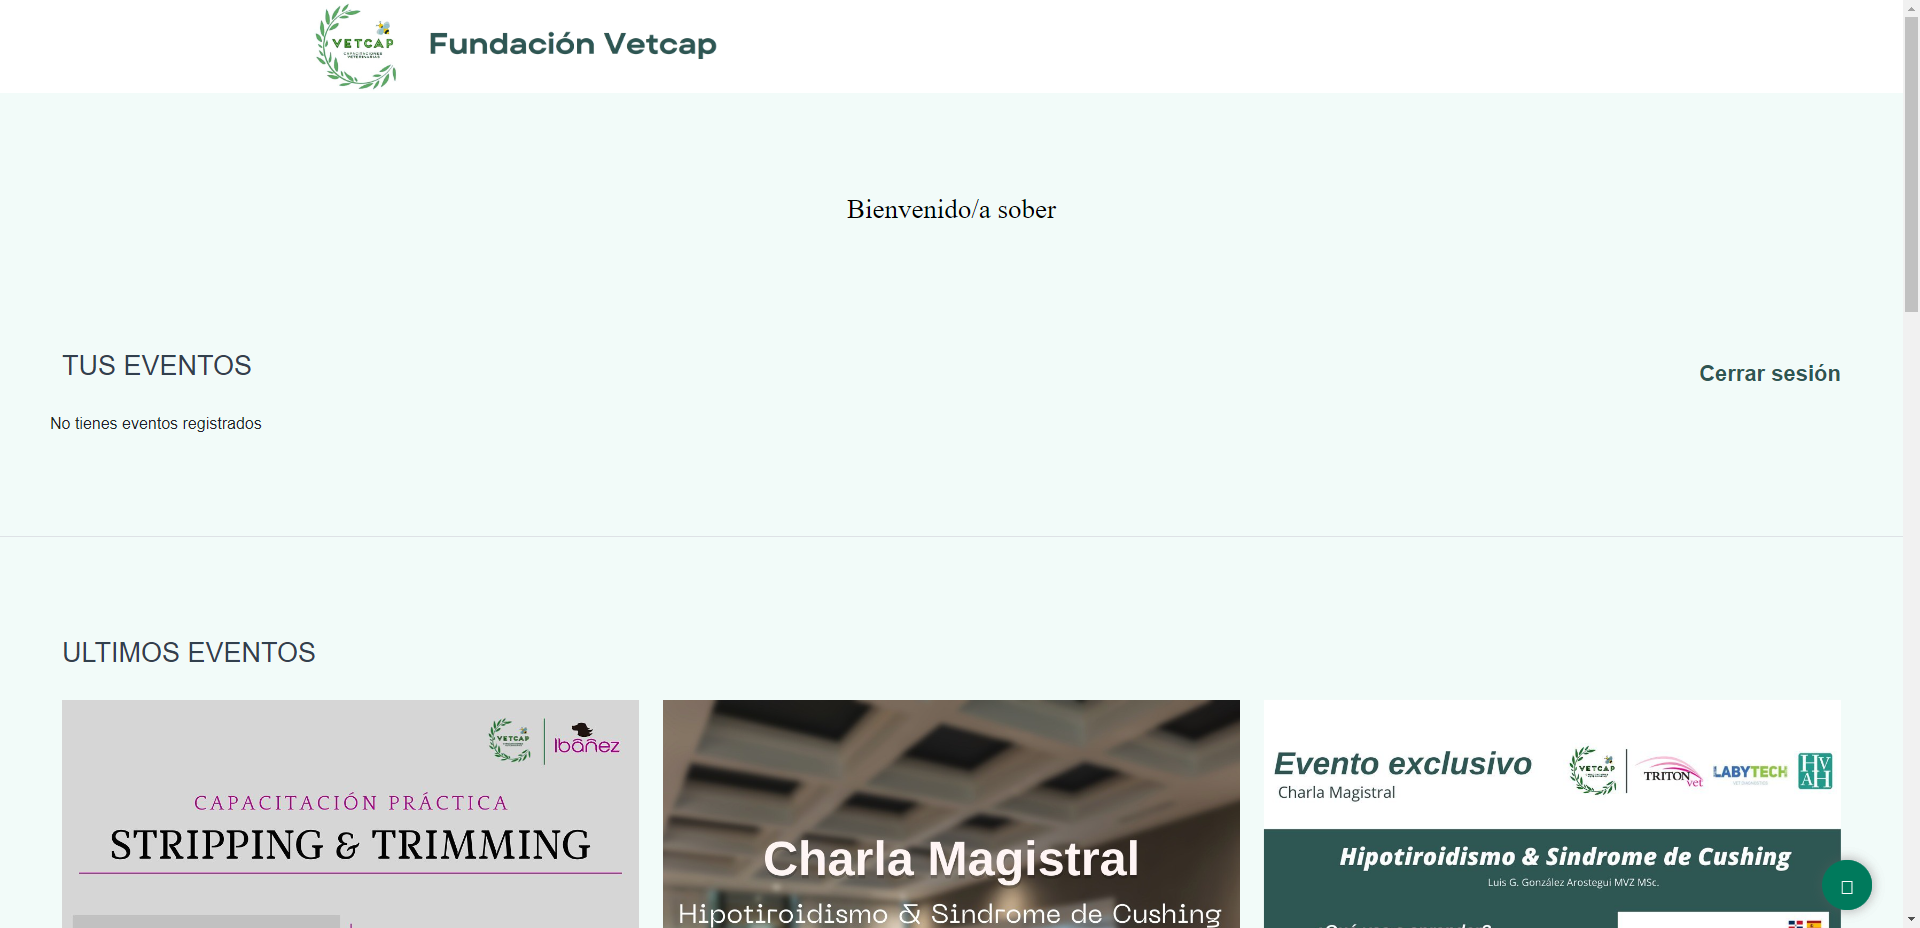 VETCAP
CAPACITACIONES
VETERINARIAS
Fundación Vetcap
Bienvenido/a sober
TUS EVENTOS
Cerrar sesión
No tienes eventos registrados
ULTIMOS EVENTOS
VETCAP
Ibáñez
CAPACITACIÓN PRÁCTICA
STRIPPING & TRIMMING
Charla Magistral
Hipotiroidismo & Sindrome de Cushing
Evento exclusivo
Charla Magistral
VETCAP
TRITON
vet
LABYTECH
HV
AH
Hipotiroidismo & Sindrome de Cushing
Luis G. González Arostegui MVZ MSc.